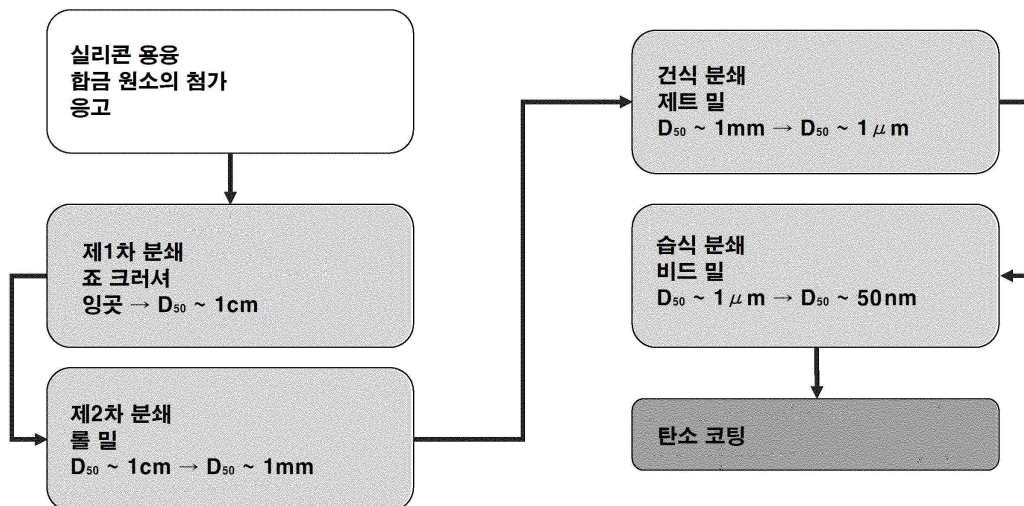 실리콘 용융
합금 원소의 첨가
응고
제1차 분쇄
죠 크러셔
잉곳 → D₅₀ ~ 1cm
제2차 분쇄
롤 밀
D₅₀ ~ 1cm → D₅₀ ~ 1mm
건식 분쇄
제트 밀
D₅₀ ~ 1mm → D₅₀ ~ 1μm
습식 분쇄
비드 밀
D₅₀ ~ 1μm → D₅₀ ~ 50nm
탄소 코팅